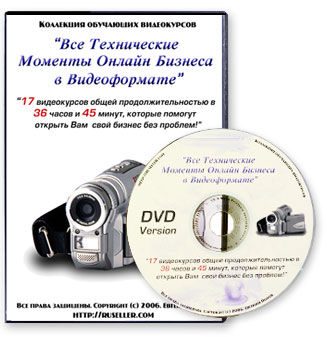 Коллекция обучающих видеокурсов
"Все Технические
Моменты Онлайн Бизнеса
в Видеоформате"
"17 видеокурсов общей продолжительностью в
36 часов и 45 минут, которые помогут
открыть Вам свой бизнес без проблем!"
Все права защищены. Copyright (c) 2006.
HTTP://RUSELLER.COM
"Все Технические
Моменты Онлайн Бизнеса
в Видеоформате"
DVD
Version
"17 видеокурсов общей продолжительностью в
36 часов и 45 минут, которые помогут
открыть Вам свой бизнес без проблем!"